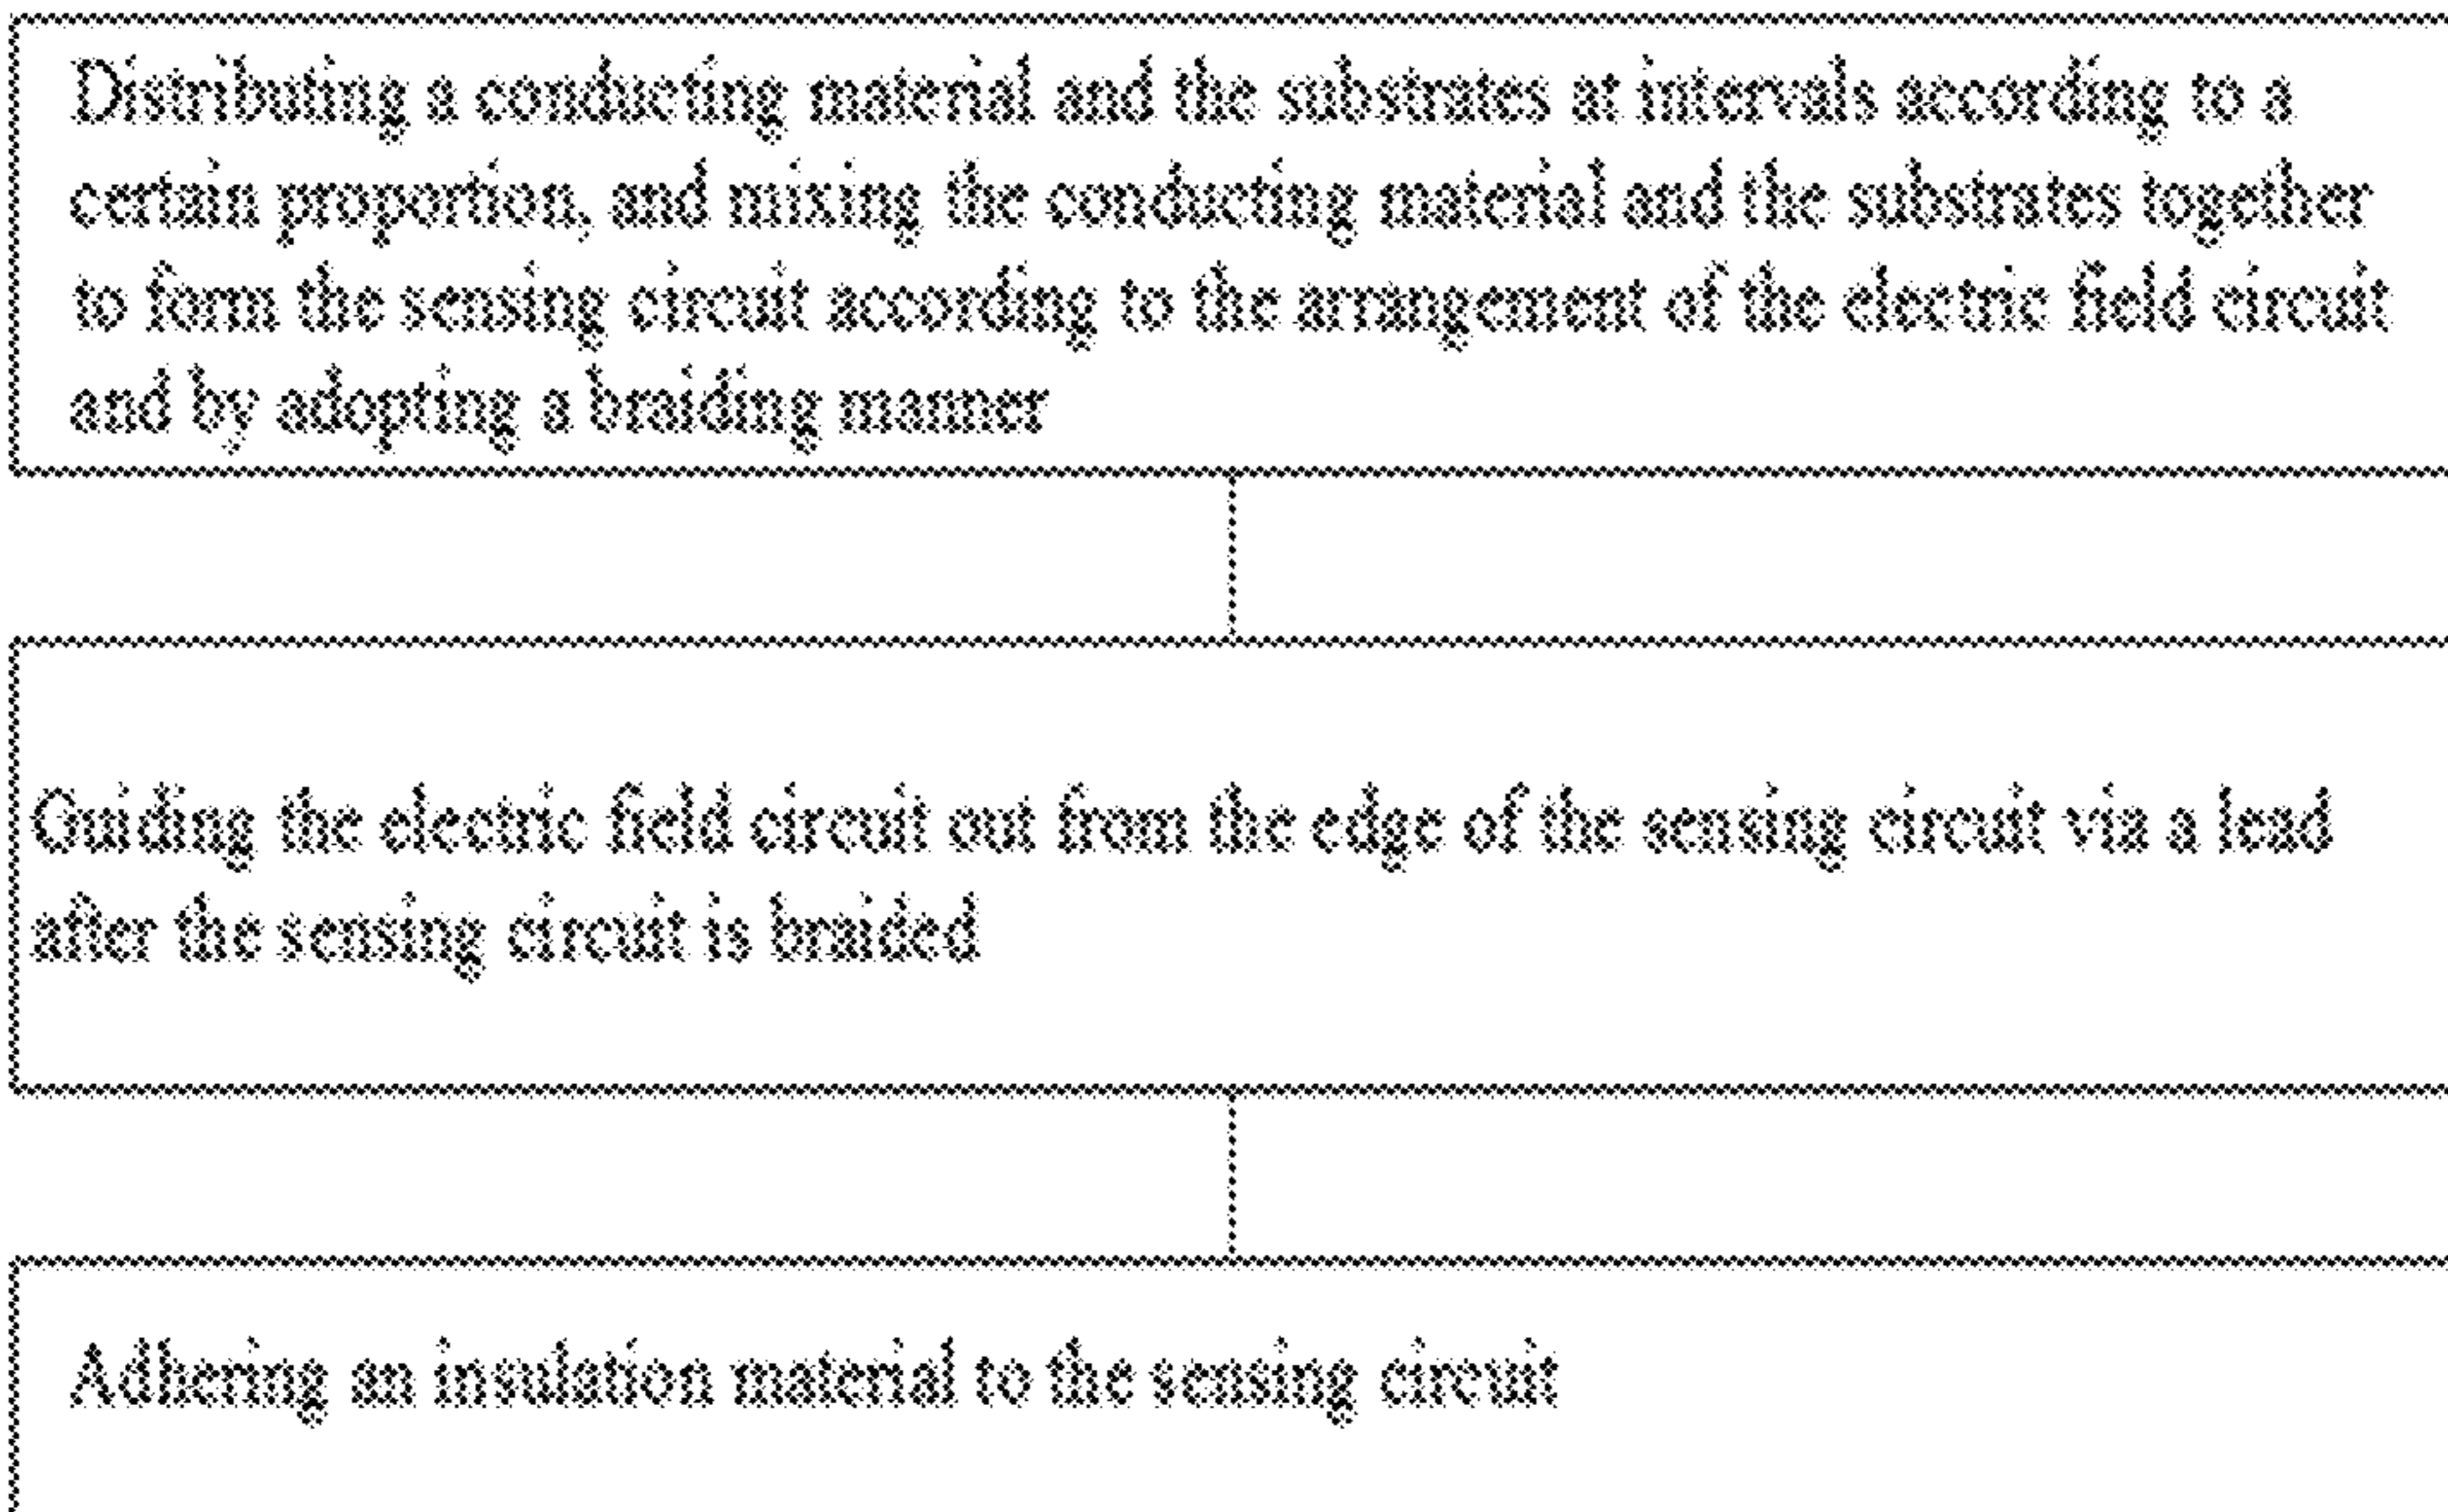 Distributing a conducting material and the substrates at intervals according to a
certain proportion, and mixing the conducting material and the substrates together
to form the sensing circuit according to the arrangement of the electric field circuit
and by adopting a braiding manner
Guiding the electric field circuit out from the edge of the sensing circuit via a lead
after the sensing circuit is braided
Adhering an insulation material to the sensing circuit